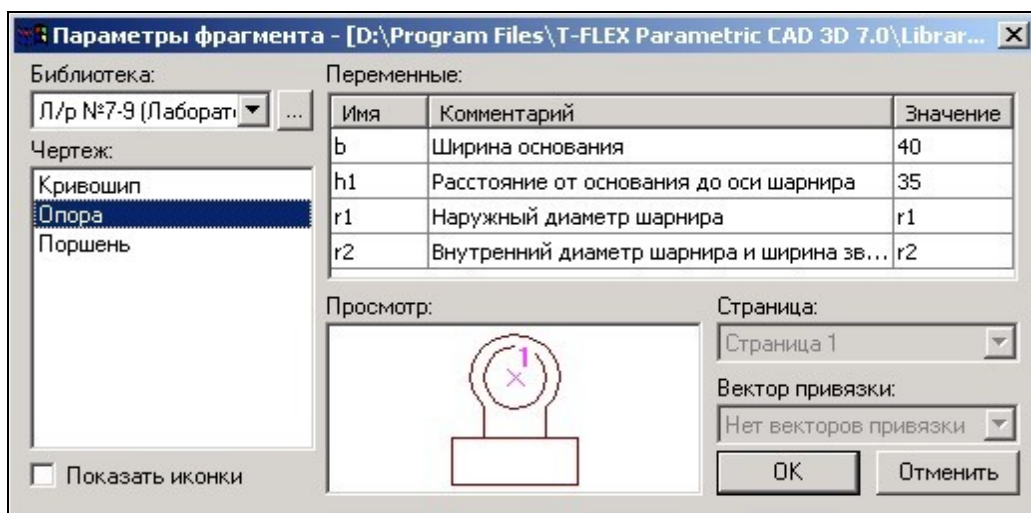 Параметры фрагмента - [D:\Program Files\T-FLEX Parametric CAD 3D 7.0\Librar...
Библиотека:
Л/р №7-9 (Лаборат
...
Чертеж:
Кривошип
Опора
Поршень
Показать иконки
Переменные:
Имя Комментарий Значение
b Ширина основания 40
h1 Расстояние от основания до оси шарнира 35
r1 Наружный диаметр шарнира r1
r2 Внутренний диаметр шарнира и ширина зв... r2
Просмотр:
1
Страница:
Страница 1
Вектор привязки:
Нет векторов привязки
OK Отменить